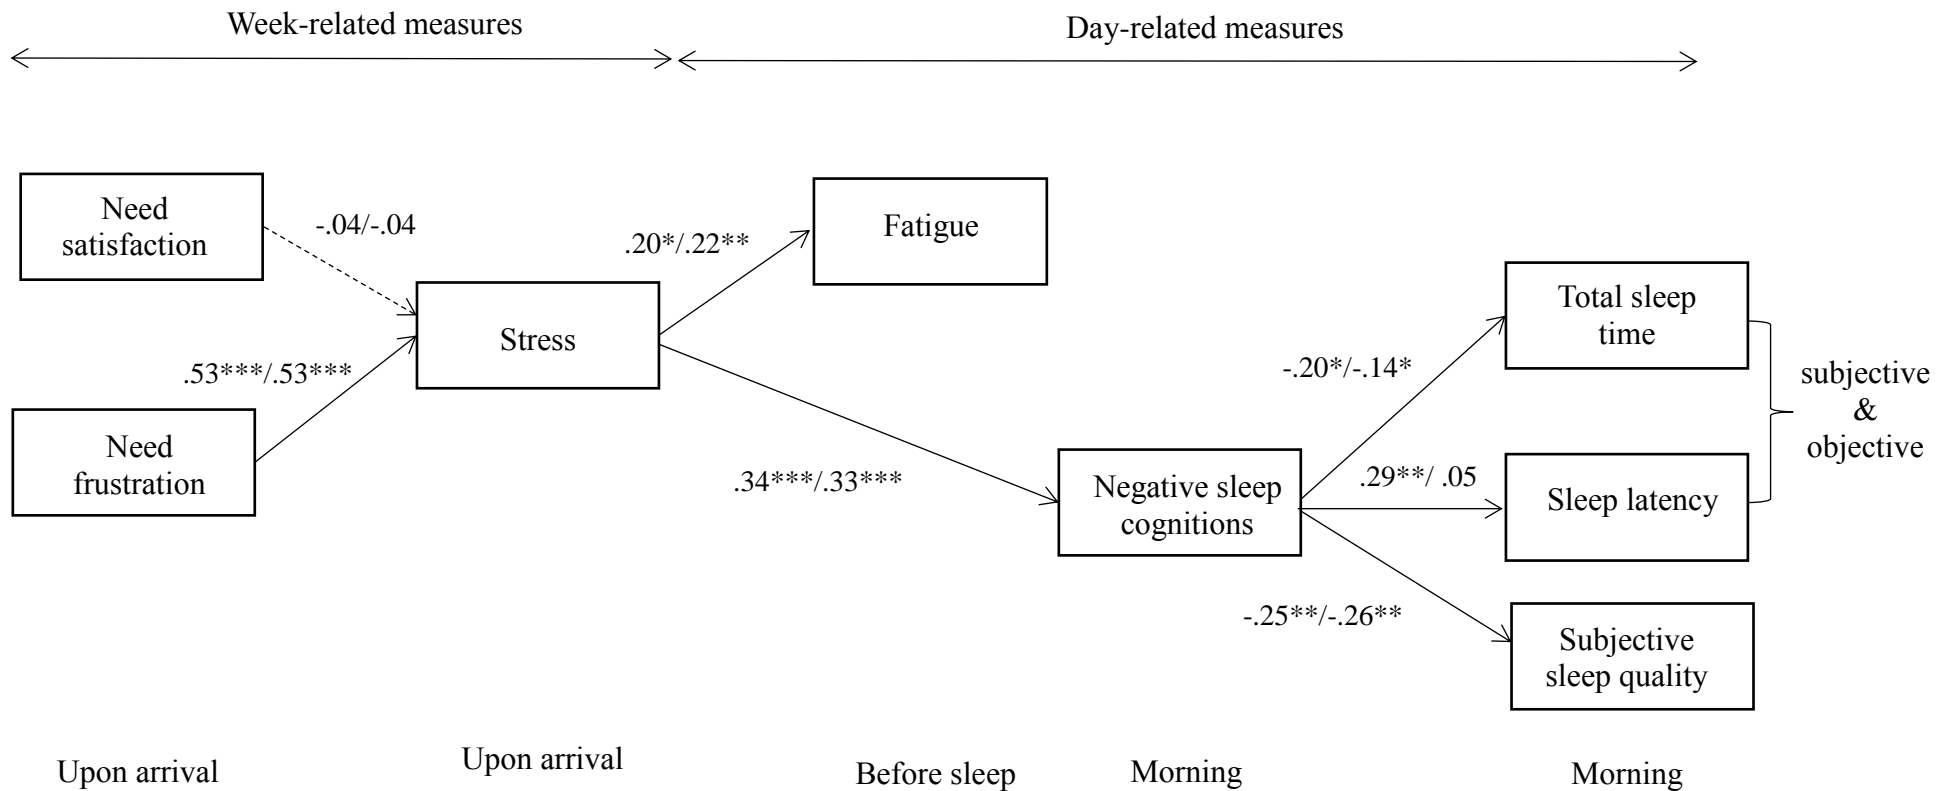 Week-related measures
Day-related measures
Need
satisfaction
-.04/-.04
.20*/.22**
Fatigue
Stress
Total sleep
time
.53***/.53***
-.20*/-.14*
subjective
&
objective
Need
frustration
.34***/.33***
Negative sleep
cognitions
.29**/ .05
Sleep latency
-.25**/-.26**
Subjective
sleep quality
Upon arrival
Upon arrival
Before sleep
Morning
Morning